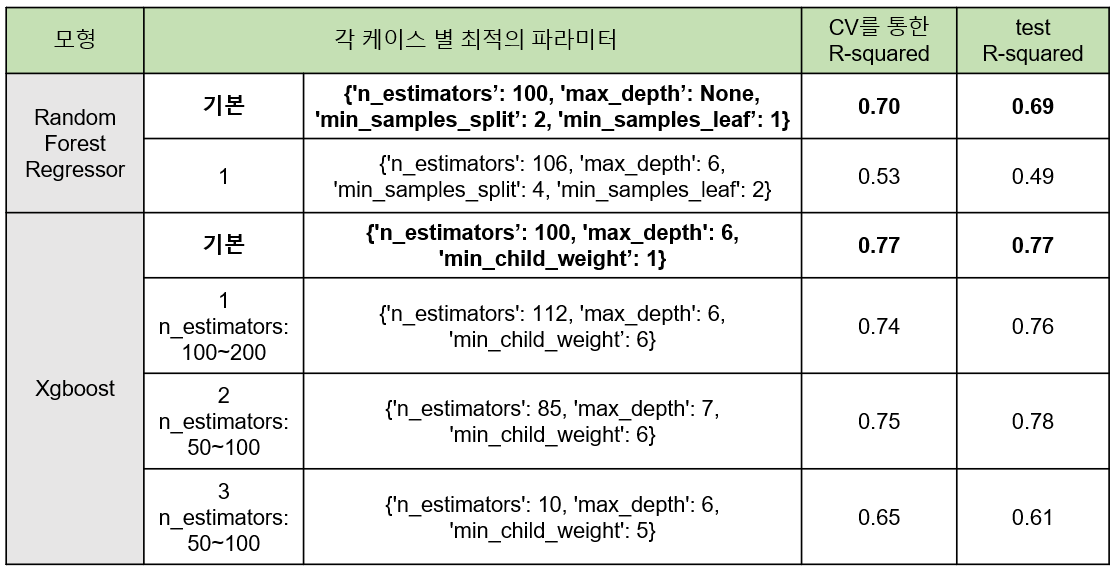 모형
각 케이스 별 최적의 파라미터
CV를 통한
R-squared
test
R-squared
Random
Forest
Regressor
기본
{'n_estimators’: 100, 'max_depth’: None,
'min_samples_split’: 2, 'min_samples_leaf’: 1}
0.70
0.69
1
{'n_estimators': 106, 'max_depth': 6,
'min_samples_split': 4, 'min_samples_leaf': 2}
0.53
0.49
Xgboost
기본
{'n_estimators’: 100, 'max_depth': 6,
'min_child_weight’: 1}
0.77
0.77
1
n_estimators:
100~200
{'n_estimators': 112, 'max_depth': 6,
'min_child_weight’: 6}
0.74
0.76
2
n_estimators:
50~100
{'n_estimators': 85, 'max_depth': 7,
'min_child_weight': 6}
0.75
0.78
3
n_estimators:
50~100
{'n_estimators': 10, 'max_depth': 6,
'min_child_weight': 5}
0.65
0.61